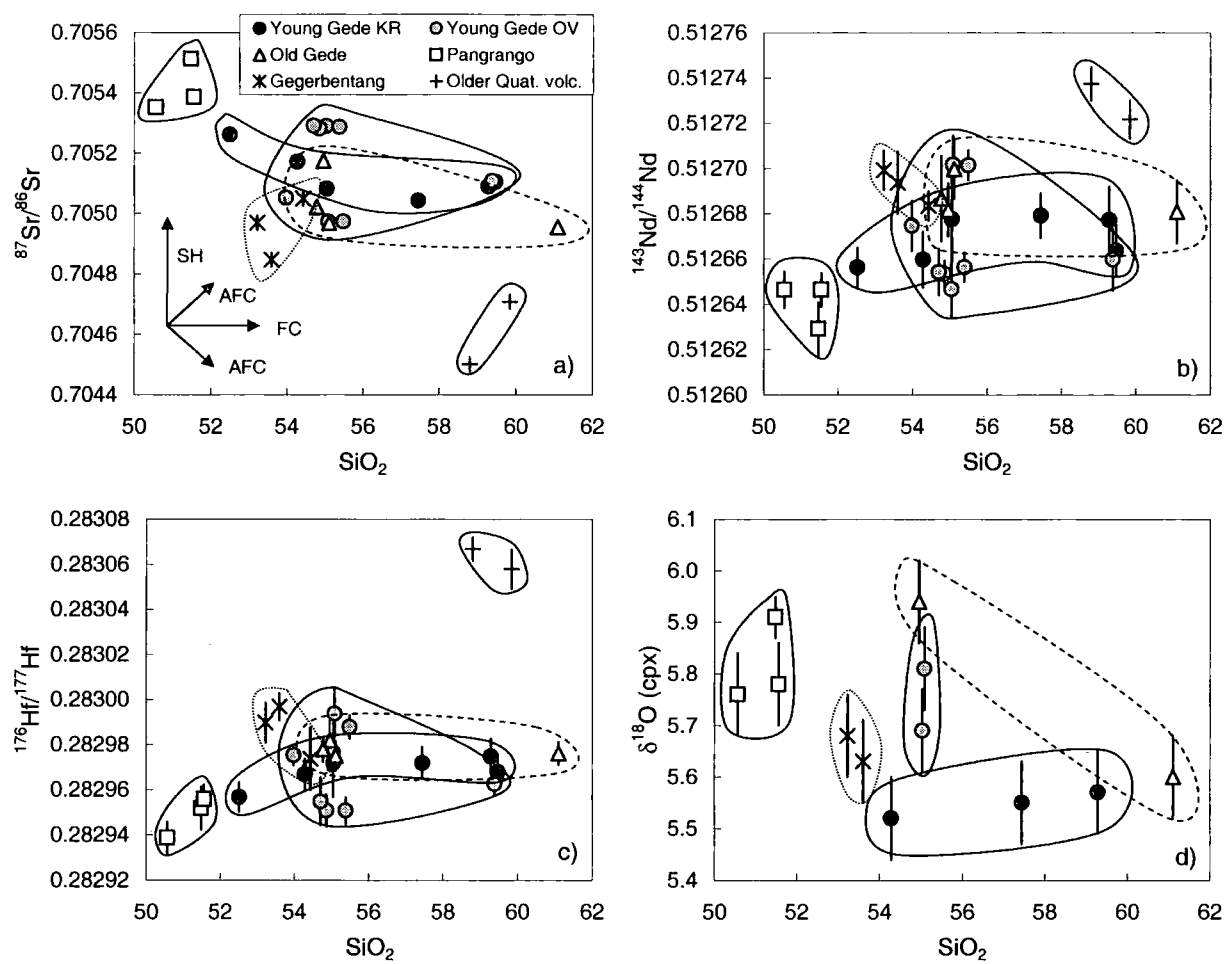 Young Gede KR
Young Gede OV
Old Gede
Pangrango
Gegerbentang
Older Quat. volc.
0.7056
0.7054
0.7052
0.7050
0.7048
0.7046
0.7044
⁸⁷Sr/⁸⁶Sr
SH
AFC
FC
AFC
a)
50 52 54 56 58 60 62
SiO₂
0.51276
0.51274
0.51272
0.51270
0.51268
0.51266
0.51264
0.51262
0.51260
¹⁴³Nd/¹⁴⁴Nd
b)
50 52 54 56 58 60 62
SiO₂
0.28308
0.28306
0.28304
0.28302
0.28300
0.28298
0.28296
0.28294
0.28292
¹⁷⁶Hf/¹⁷⁷Hf
c)
50 52 54 56 58 60 62
SiO₂
6.1
6.0
5.9
5.8
5.7
5.6
5.5
5.4
δ¹⁸O (cpx)
d)
50 52 54 56 58 60 62
SiO₂